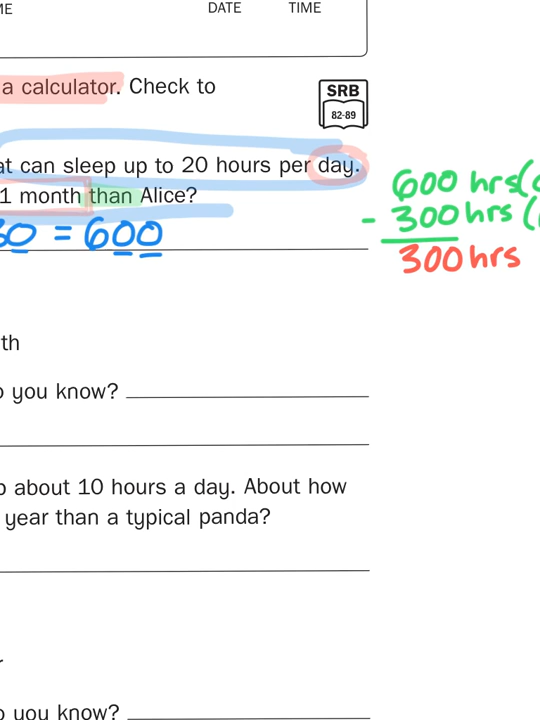 DATE TIME
a calculator. Check to
SRB
82-89
can sleep up to 20 hours per day.
1 month than Alice?
600 hrs
- 300 hrs
300 hrs
0 = 600
you know?
about 10 hours a day. About how
year than a typical panda?
you know?